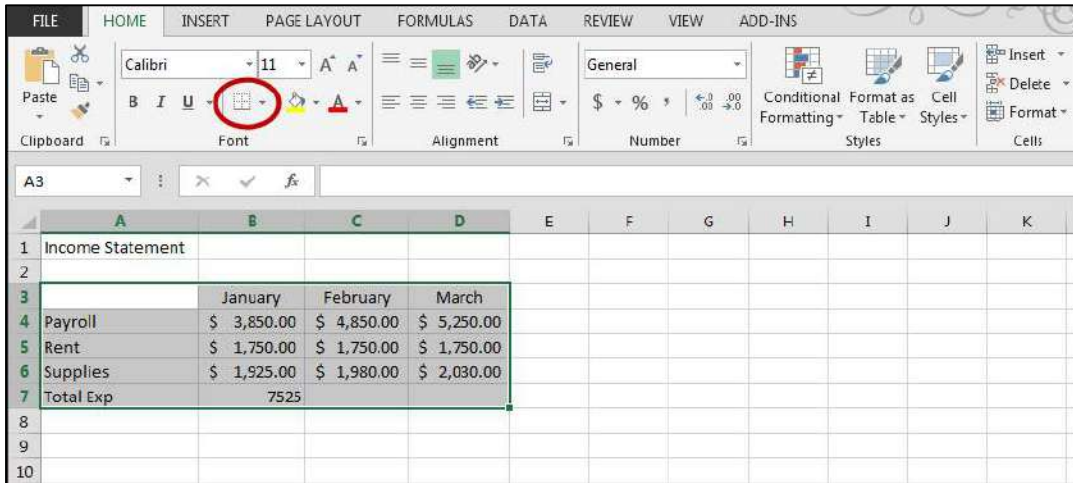 FILE HOME INSERT PAGE LAYOUT FORMULAS DATA REVIEW VIEW ADD-INS
Calibri 11 A A General Insert
Paste B I U A $ % , .0 .00 .00 .0 Conditional Format as Cell Delete
Formatting Table Styles Format
Clipboard Font Alignment Number Styles Cells
A3 fx
A B C D E F G H I J K
1 Income Statement
2
3 January February March
4 Payroll $ 3,850.00 $ 4,850.00 $ 5,250.00
5 Rent $ 1,750.00 $ 1,750.00 $ 1,750.00
6 Supplies $ 1,925.00 $ 1,980.00 $ 2,030.00
7 Total Exp 7525
8
9
10